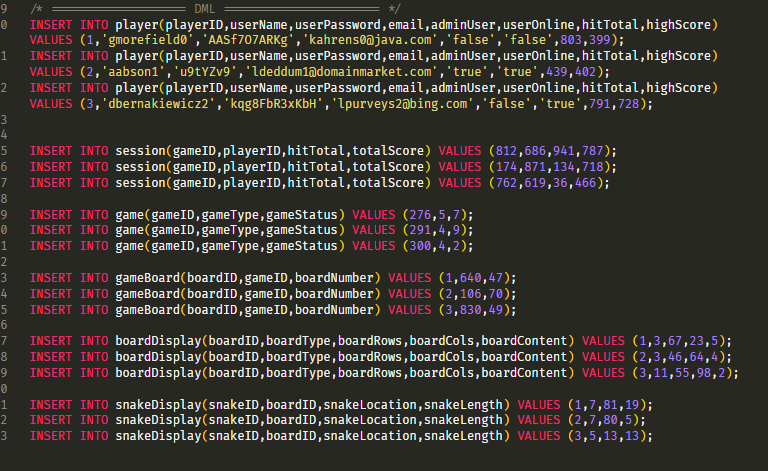 9 /* ================= DML ==================== */
0 INSERT INTO player(playerID,userName,userPassword,email,adminUser,userOnline,hitTotal,highScore)
VALUES (1,'gmorefield0','AASf7O7ARKg','kahrens0@java.com','false','false',803,399);
1 INSERT INTO player(playerID,userName,userPassword,email,adminUser,userOnline,hitTotal,highScore)
VALUES (2,'aabson1','u9tYZv9','ldeddum1@domainmarket.com','true','true',439,402);
2 INSERT INTO player(playerID,userName,userPassword,email,adminUser,userOnline,hitTotal,highScore)
VALUES (3,'dbernakiewicz2','kqg8FbR3xKbH','lpurveys2@bing.com','false','true',791,728);
3
4
5 INSERT INTO session(gameID,playerID,hitTotal,totalScore) VALUES (812,686,941,787);
6 INSERT INTO session(gameID,playerID,hitTotal,totalScore) VALUES (174,871,134,718);
7 INSERT INTO session(gameID,playerID,hitTotal,totalScore) VALUES (762,619,36,466);
8
9 INSERT INTO game(gameID,gameType,gameStatus) VALUES (276,5,7);
0 INSERT INTO game(gameID,gameType,gameStatus) VALUES (291,4,9);
1 INSERT INTO game(gameID,gameType,gameStatus) VALUES (300,4,2);
2
3 INSERT INTO gameBoard(boardID,gameID,boardNumber) VALUES (1,640,47);
4 INSERT INTO gameBoard(boardID,gameID,boardNumber) VALUES (2,106,70);
5 INSERT INTO gameBoard(boardID,gameID,boardNumber) VALUES (3,830,49);
6
7 INSERT INTO boardDisplay(boardID,boardType,boardRows,boardCols,boardContent) VALUES (1,3,67,23,5);
8 INSERT INTO boardDisplay(boardID,boardType,boardRows,boardCols,boardContent) VALUES (2,3,46,64,4);
9 INSERT INTO boardDisplay(boardID,boardType,boardRows,boardCols,boardContent) VALUES (3,11,55,98,2);
0
1 INSERT INTO snakeDisplay(snakeID,boardID,snakeLocation,snakeLength) VALUES (1,7,81,19);
2 INSERT INTO snakeDisplay(snakeID,boardID,snakeLocation,snakeLength) VALUES (2,7,80,5);
3 INSERT INTO snakeDisplay(snakeID,boardID,snakeLocation,snakeLength) VALUES (3,5,13,13);